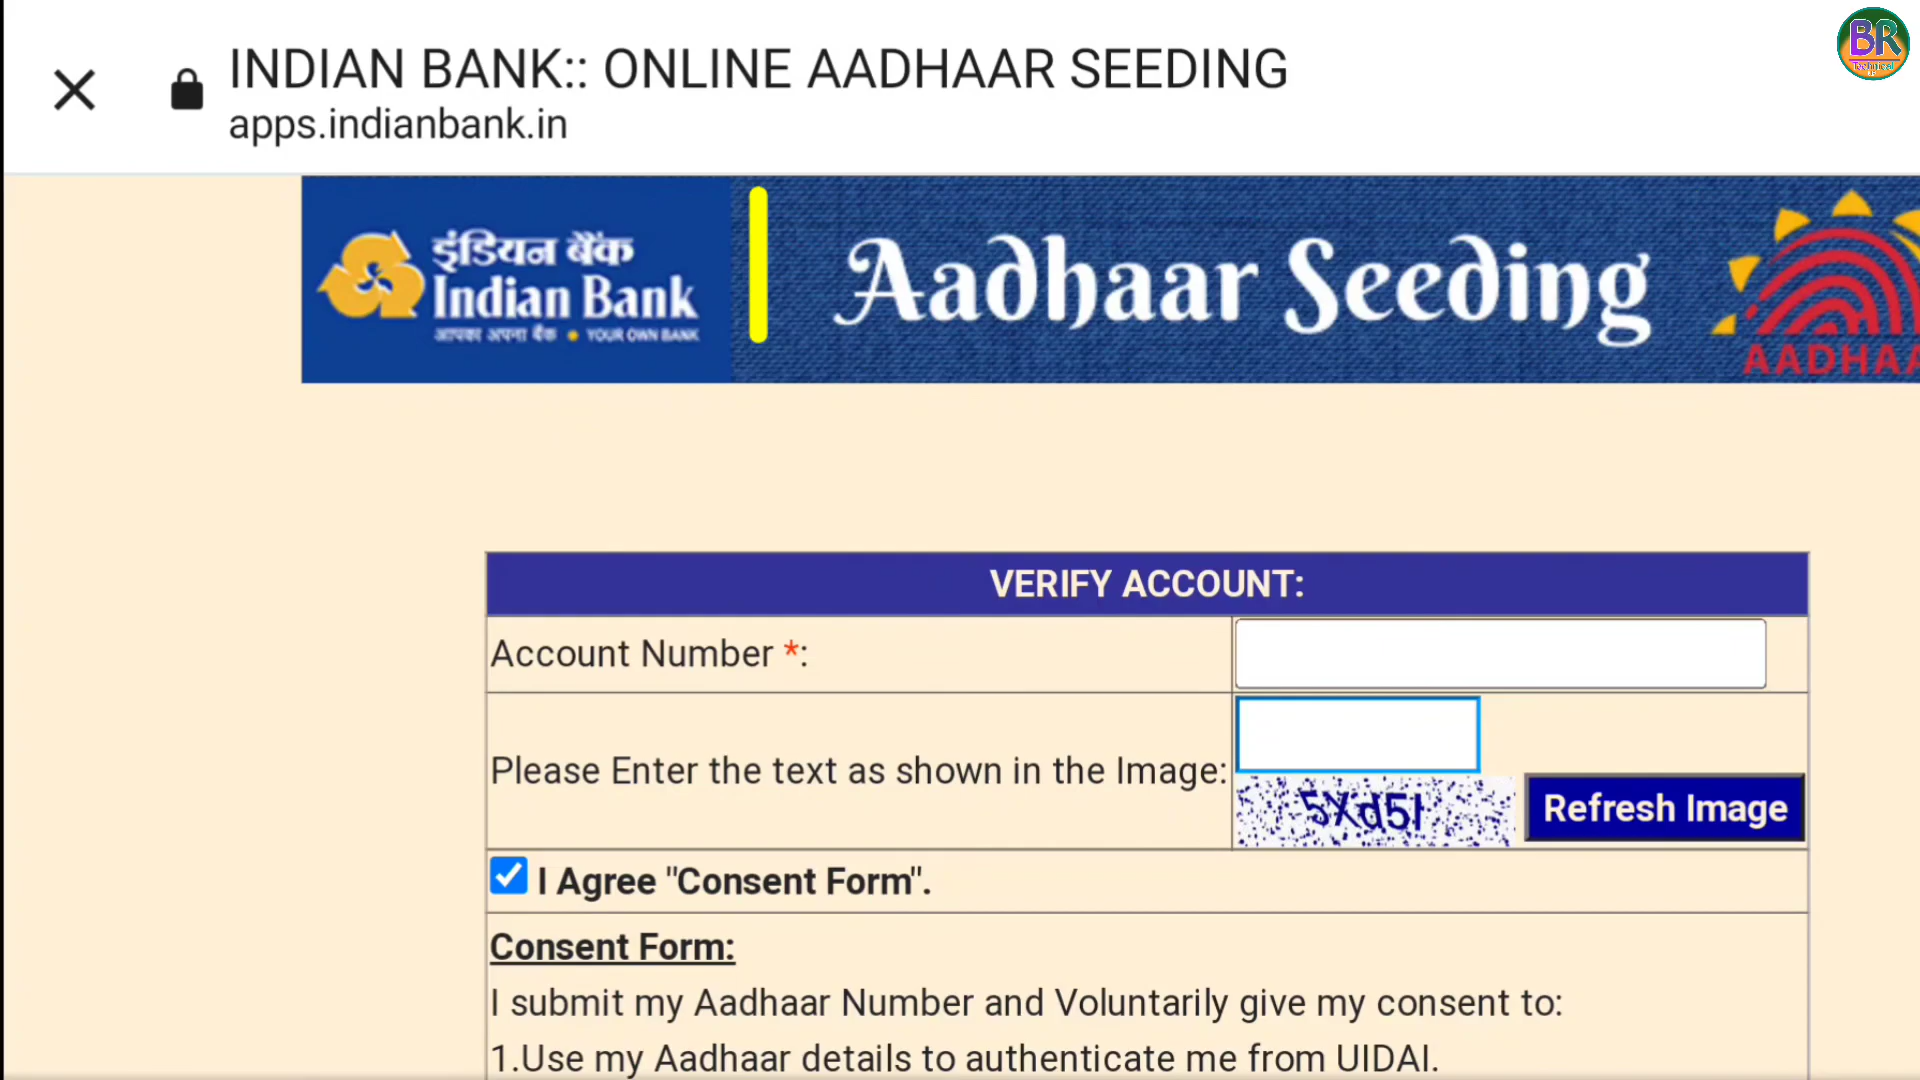 INDIAN BANK:: ONLINE AADHAAR SEEDING
apps.indianbank.in
BR
Technical
इंडियन बैंक
Indian Bank
आपका अपना बैंक • YOUR OWN BANK
Aadhaar Seeding
AADHAA
VERIFY ACCOUNT:
Account Number *:
Please Enter the text as shown in the Image:
Refresh Image
I Agree "Consent Form".
Consent Form:
I submit my Aadhaar Number and Voluntarily give my consent to:
1.Use my Aadhaar details to authenticate me from UIDAI.